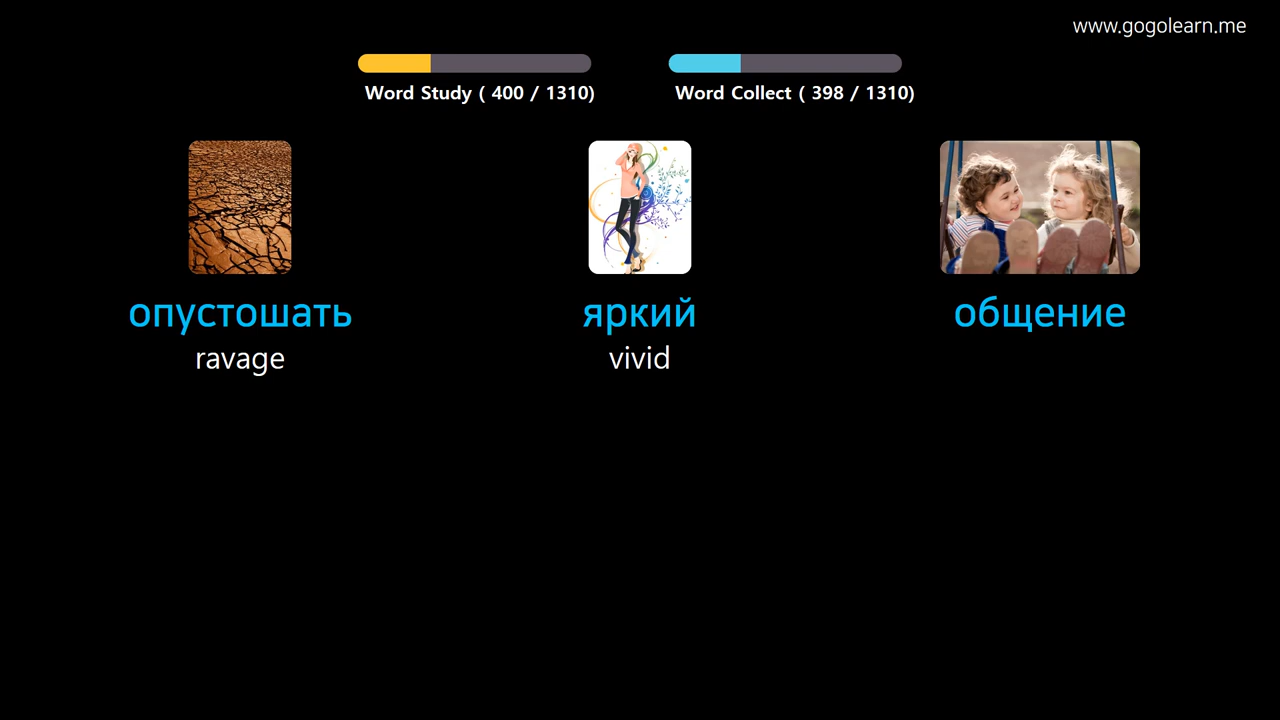 www.gogolearn.me
Word Study ( 400 / 1310)
Word Collect ( 398 / 1310)
опустошать
яркий
общение
ravage
vivid